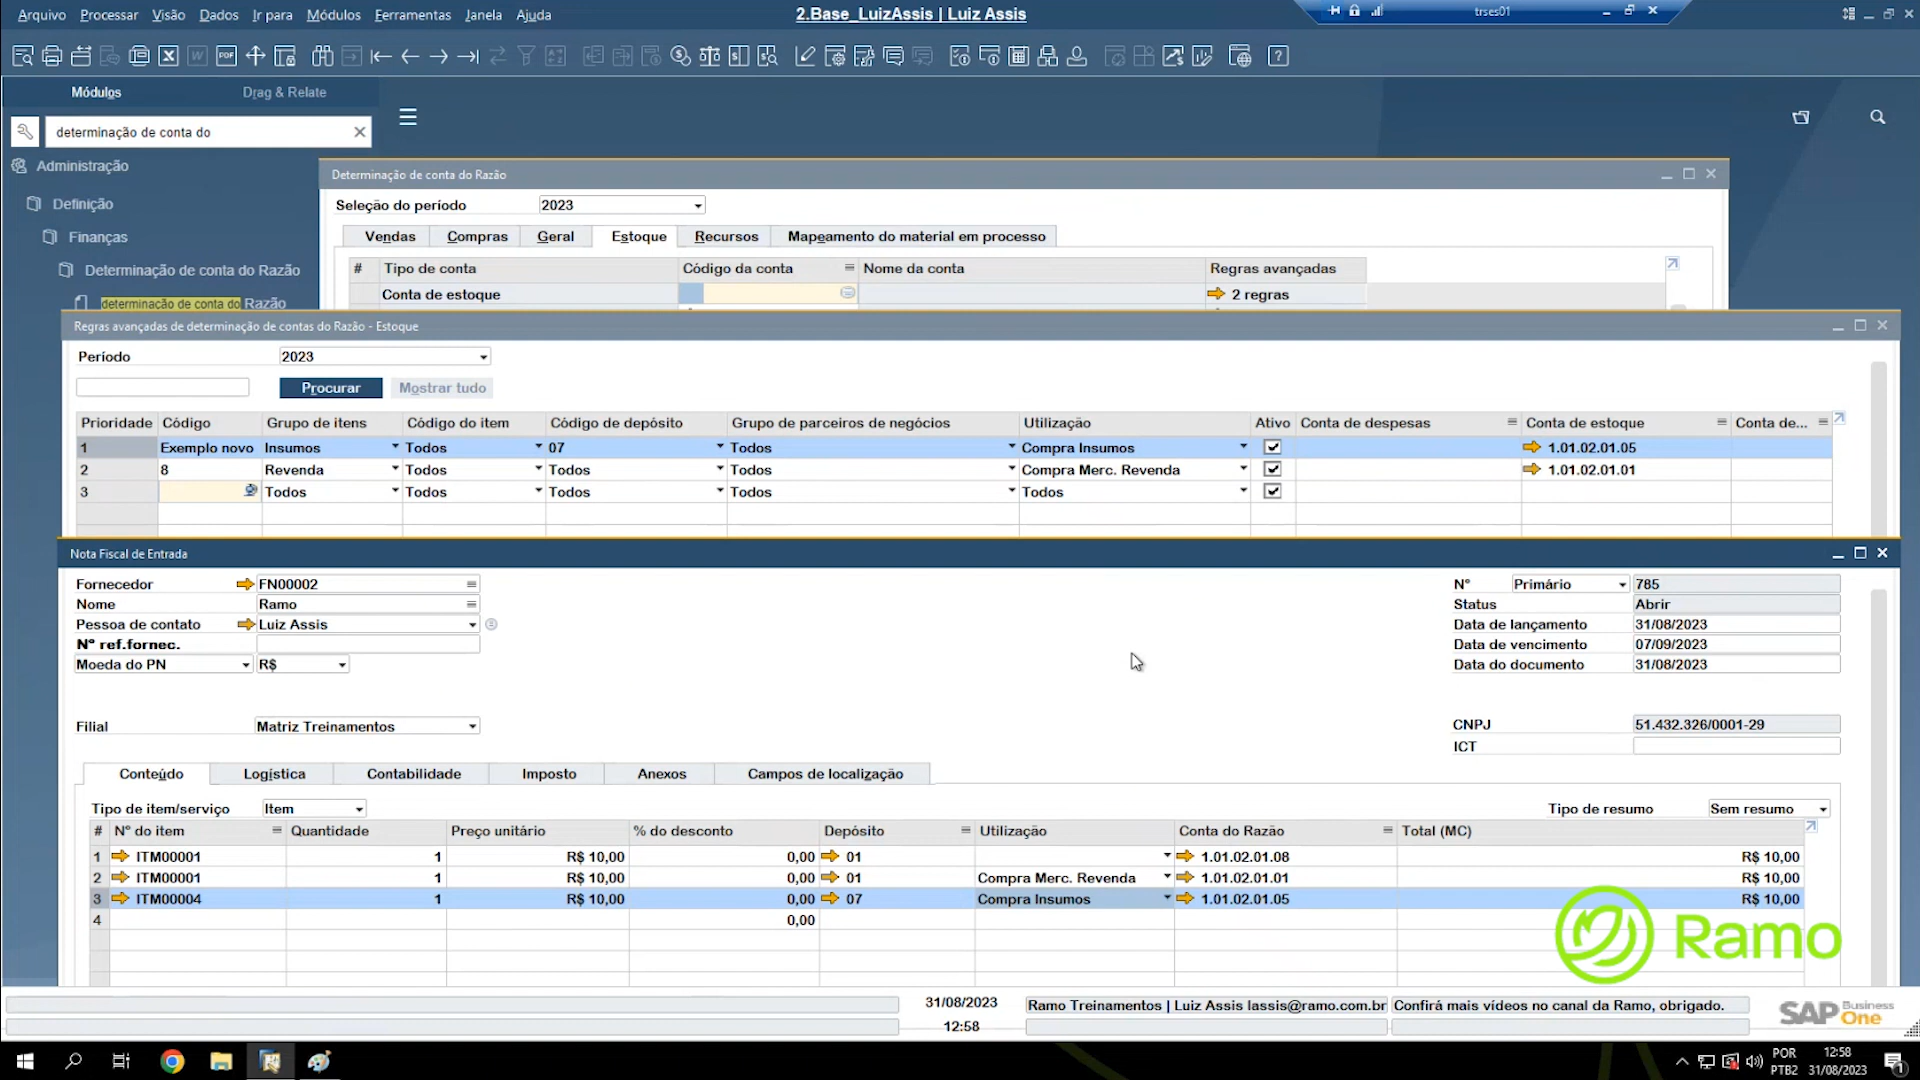 Arquivo Processar Visão Dados Ir para Módulos Ferramentas Janela Ajuda
2.Base_LuizAssis | Luiz Assis
trses01
Módulos Drag & Relate
determinação de conta do
Administração
Definição
Finanças
Determinação de conta do Razão
determinação de conta do Razão
Determinação de conta do Razão
Seleção do período 2023
Vendas Compras Geral Estoque Recursos Mapeamento do material em processo
# Tipo de conta Código da conta Nome da conta Regras avançadas
Conta de estoque 2 regras
Regras avançadas de determinação de contas do Razão - Estoque
Período 2023
Procurar Mostrar tudo
Prioridade Código Grupo de itens Código do item Código de depósito Grupo de parceiros de negócios Utilização Ativo Conta de despesas Conta de estoque Conta de...
1 Exemplo novo Insumos Todos 07 Todos Compra Insumos 1.01.02.01.05
2 8 Revenda Todos Todos Todos Compra Merc. Revenda 1.01.02.01.01
3 Todos Todos Todos Todos Todos
Nota Fiscal de Entrada
Fornecedor FN00002 N° Primário 785
Nome Ramo Status Abrir
Pessoa de contato Luiz Assis Data de lançamento 31/08/2023
N° ref.fornec. Data de vencimento 07/09/2023
Moeda do PN R$ Data do documento 31/08/2023
Filial Matriz Treinamentos CNPJ 51.432.326/0001-29
ICT
Conteúdo Logística Contabilidade Imposto Anexos Campos de localização
Tipo de item/serviço Item Tipo de resumo Sem resumo
# N° do item Quantidade Preço unitário % do desconto Depósito Utilização Conta do Razão Total (MC)
1 ITM00001 1 R$ 10,00 0,00 01 1.01.02.01.08 R$ 10,00
2 ITM00001 1 R$ 10,00 0,00 01 Compra Merc. Revenda 1.01.02.01.01 R$ 10,00
3 ITM00004 1 R$ 10,00 0,00 07 Compra Insumos 1.01.02.01.05 R$ 10,00
4 0,00
Ramo
31/08/2023 Ramo Treinamentos | Luiz Assis lassis@ramo.com.br Confirá mais vídeos no canal da Ramo, obrigado.
12:58
SAP Business One
POR 12:58
PTB2 31/08/2023 1